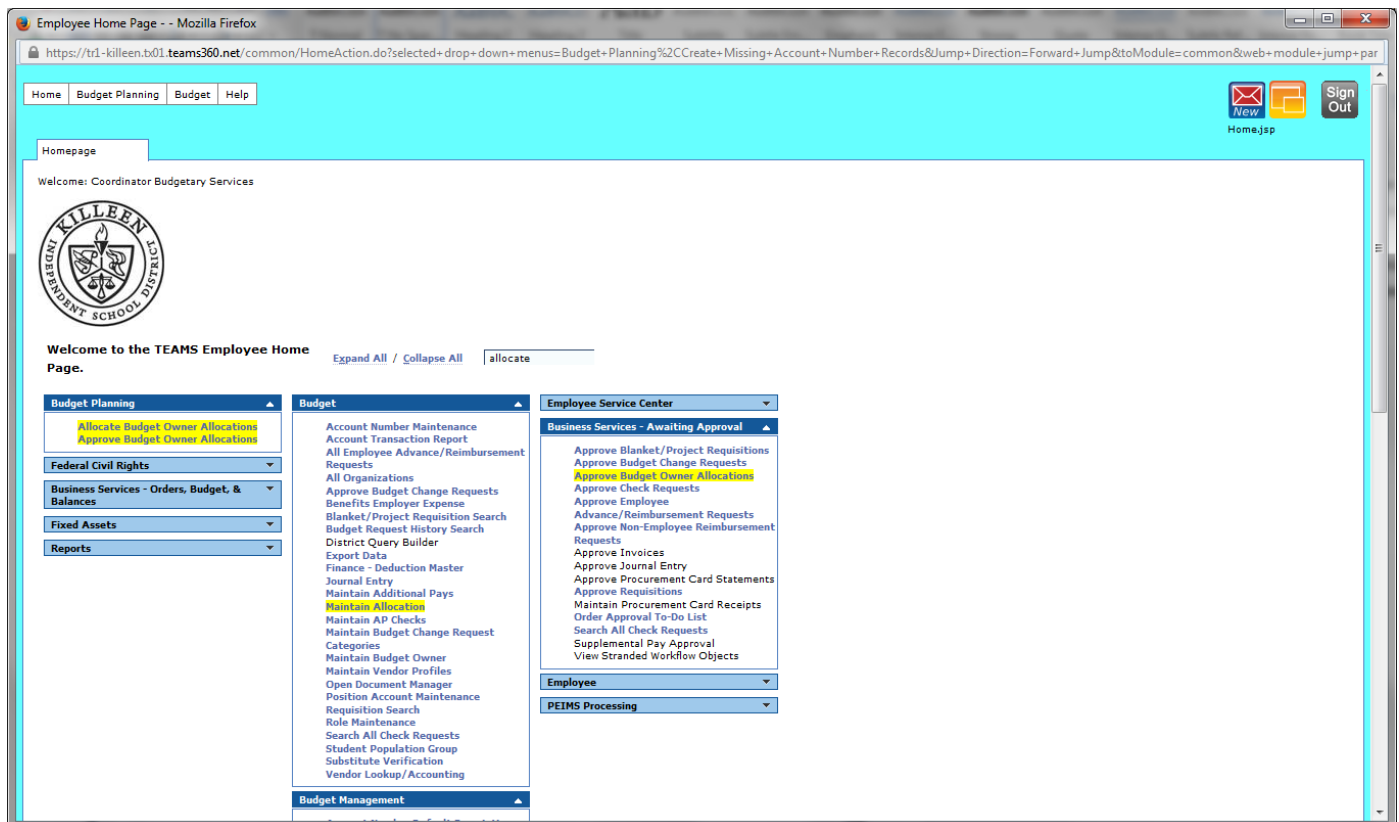 Employee Home Page - - Mozilla Firefox
https://tr1-killeen.tx01.teams360.net/common/HomeAction.do?selected+drop+down+menus=Budget+Planning%2CCreate+Missing+Account+Number+Records&Jump+Direction=Forward+Jump&toModule=common&web+module+jump+par
Home Budget Planning Budget Help
New
Sign
Out
Home.jsp
Homepage
Welcome: Coordinator Budgetary Services
KILLEEN
INDEPENDENT SCHOOL DISTRICT
Welcome to the TEAMS Employee Home
Page.
Expand All / Collapse All
allocate
Budget Planning
Allocate Budget Owner Allocations
Approve Budget Owner Allocations
Federal Civil Rights
Business Services - Orders, Budget, &
Balances
Fixed Assets
Reports
Budget
Account Number Maintenance
Account Transaction Report
All Employee Advance/Reimbursement
Requests
All Organizations
Approve Budget Change Requests
Benefits Employer Expense
Blanket/Project Requisition Search
Budget Request History Search
District Query Builder
Export Data
Finance - Deduction Master
Journal Entry
Maintain Additional Pays
Maintain Allocation
Maintain AP Checks
Maintain Budget Change Request
Categories
Maintain Budget Owner
Maintain Vendor Profiles
Open Document Manager
Position Account Maintenance
Requisition Search
Role Maintenance
Search All Check Requests
Student Population Group
Substitute Verification
Vendor Lookup/Accounting
Budget Management
Employee Service Center
Business Services - Awaiting Approval
Approve Blanket/Project Requisitions
Approve Budget Change Requests
Approve Budget Owner Allocations
Approve Check Requests
Approve Employee
Advance/Reimbursement Requests
Approve Non-Employee Reimbursement
Requests
Approve Invoices
Approve Journal Entry
Approve Procurement Card Statements
Approve Requisitions
Maintain Procurement Card Receipts
Order Approval To-Do List
Search All Check Requests
Supplemental Pay Approval
View Stranded Workflow Objects
Employee
PEIMS Processing